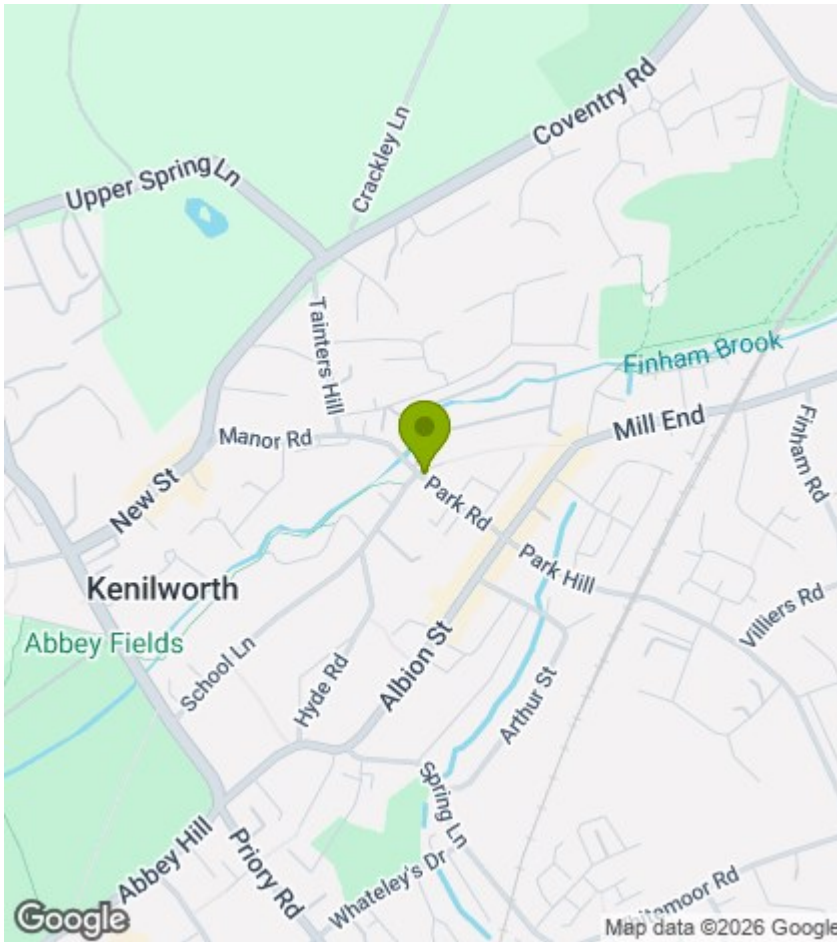 Coventry Rd
Crackley Ln
Upper Spring Ln
Tainters Hill
Finham Brook
Mill End
Finham Rd
Manor Rd
New St
Park Rd
Park Hill
Kenilworth
Villiers Rd
Abbey Fields
School Ln
Hyde Rd
Albion St
Arthur St
Spring Ln
Abbey Hill
Priory Rd
Whateley's Dr
Google
Map data ©2026 Google